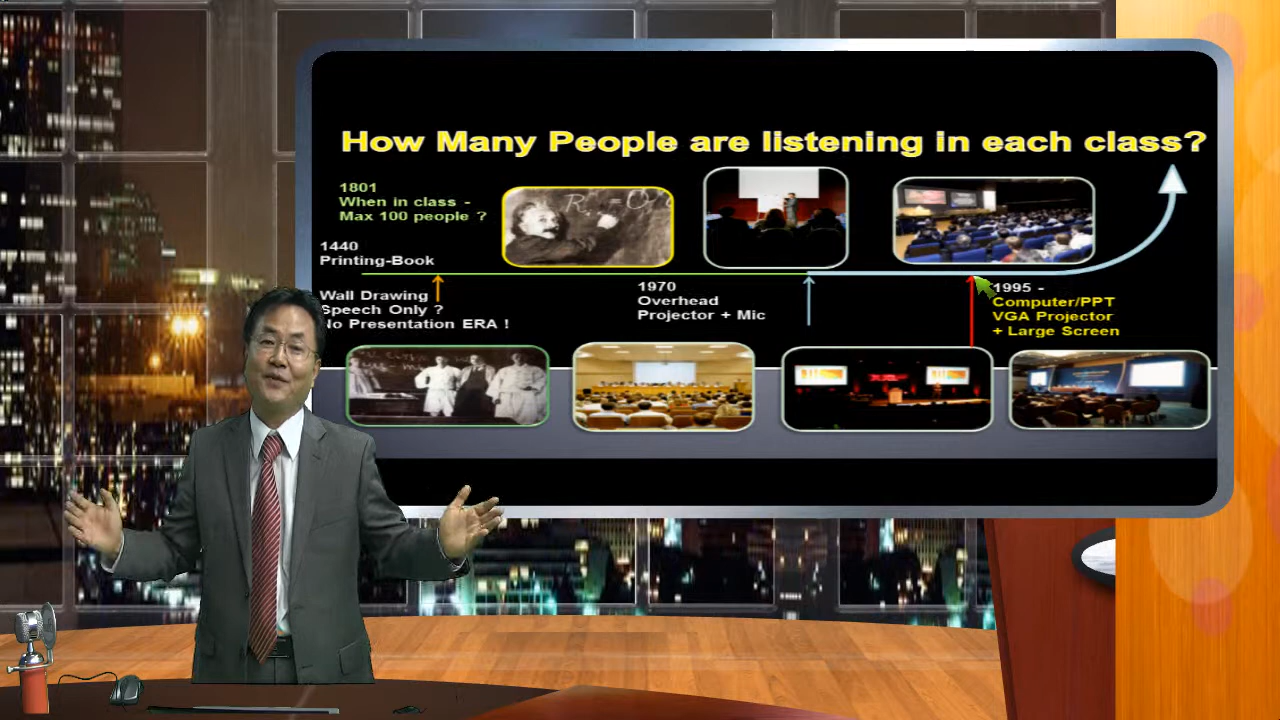 How Many People are listening in each class?
1801
When in class -
Max 100 people ?
1440
Printing-Book
Wall Drawing
Speech Only ?
No Presentation ERA !
1970
Overhead
Projector + Mic
1995 -
Computer/PPT
VGA Projector
+ Large Screen